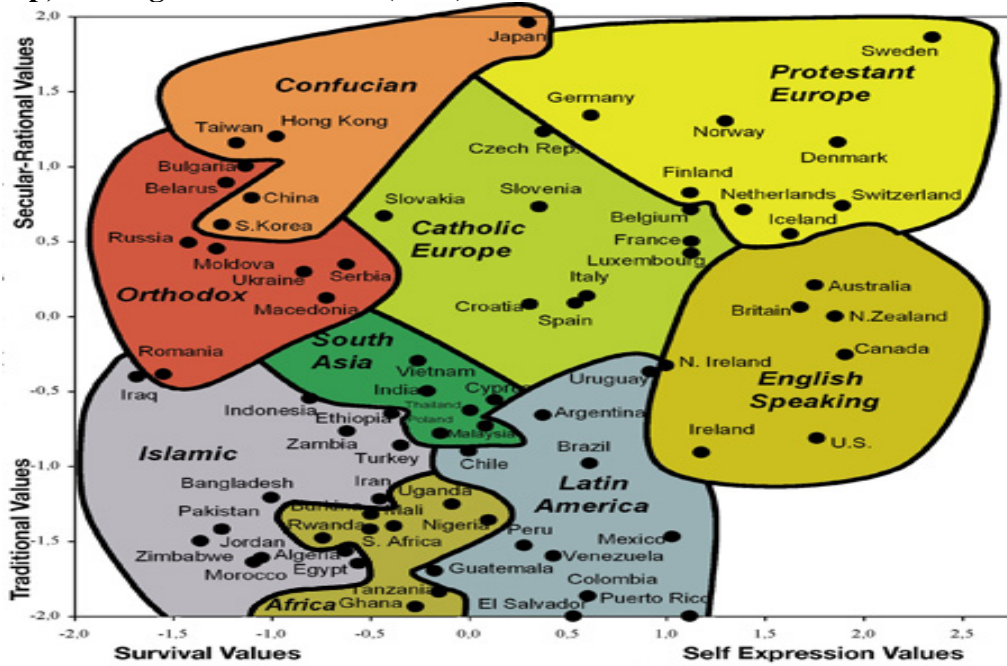 2,0
1,5
1,0
0,5
0,0
-0,5
-1,0
-1,5
-2,0
Secular-Rational Values
Traditional Values
Japan
Sweden
Confucian
Protestant
Europe
Germany
Taiwan
Hong Kong
Norway
Czech Rep.
Denmark
Bulgaria
Finland
Belarus
China
Slovakia
Slovenia
Netherlands
Switzerland
S.Korea
Belgium
Iceland
Catholic
Europe
Russia
France
Moldova
Luxembourg
Ukraine
Serbia
Italy
Orthodox
Australia
Macedonia
Croatia
Spain
Britain
N.Zealand
South
Asia
Romania
Vietnam
N. Ireland
Canada
Iraq
India
Uruguay
English
Speaking
Indonesia
Thailand
Ethiopia
Poland
Argentina
Zambia
Malaysia
Ireland
U.S.
Islamic
Turkey
Chile
Brazil
Bangladesh
Iran
Uganda
Latin
America
Pakistan
Mali
Rwanda
Nigeria
Zimbabwe
Jordan
S. Africa
Peru
Mexico
Algeria
Venezuela
Morocco
Egypt
Guatemala
Colombia
Tanzania
Puerto Rico
Africa
Ghana
El Salvador
-2,0 -1,5 -1,0 -0,5 0,0 0,5 1,0 1,5 2,0 2,5
Survival Values Self Expression Values